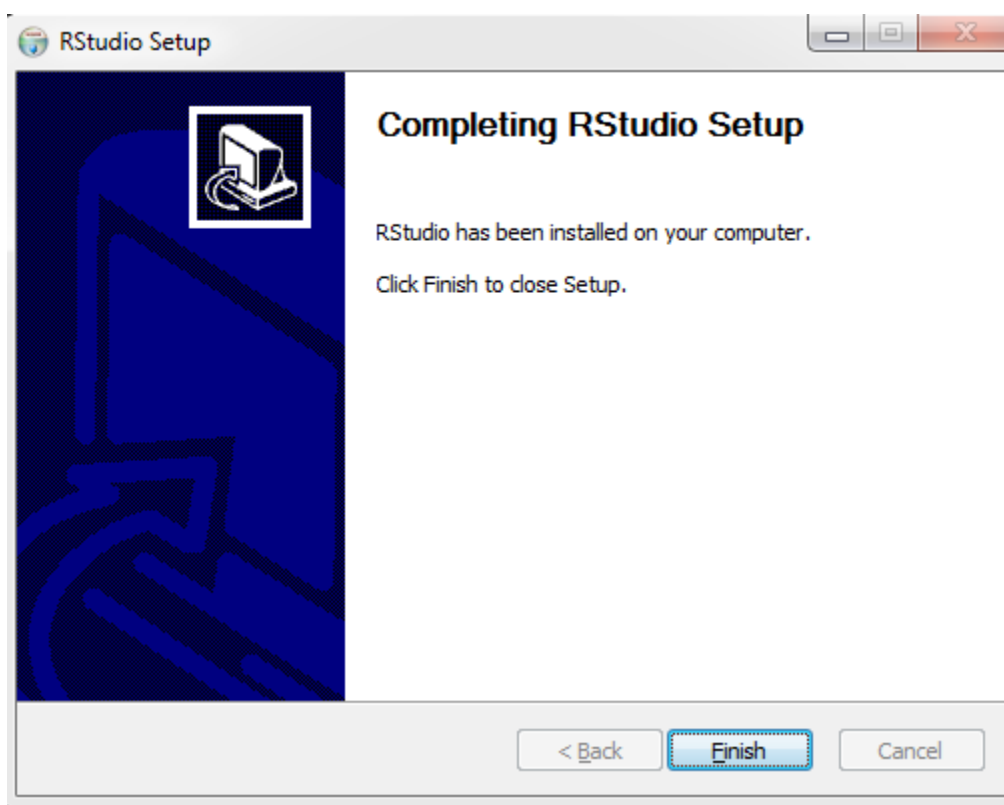 RStudio Setup
Completing RStudio Setup
RStudio has been installed on your computer.
Click Finish to close Setup.
< Back
Finish
Cancel